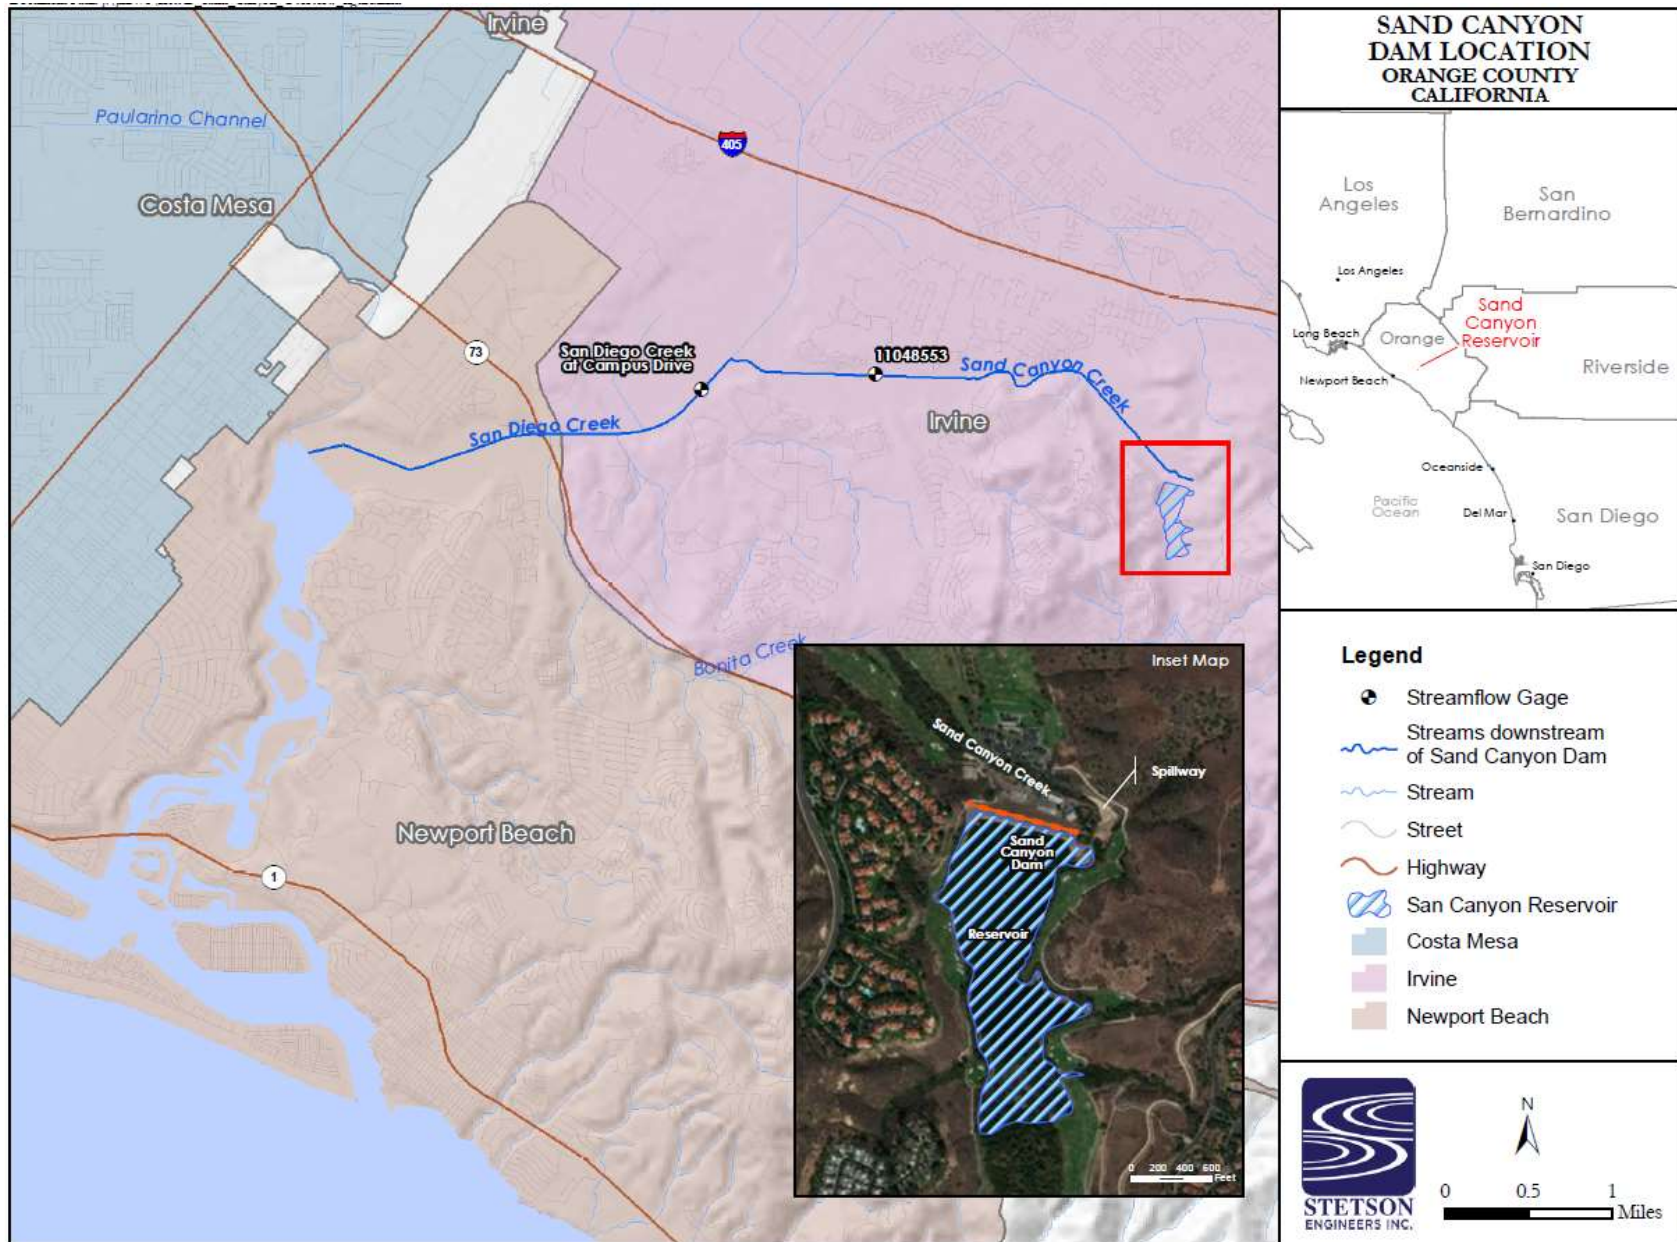 Irvine
Paularino Channel
405
Costa Mesa
73
San Diego Creek
at Campus Drive
11048553
Sand Canyon Creek
San Diego Creek
Irvine
Bonita Creek
Newport Beach
1
Inset Map
Sand Canyon Creek
Spillway
Sand
Canyon
Dam
Reservoir
0 200 400 600
Feet
SAND CANYON
DAM LOCATION
ORANGE COUNTY
CALIFORNIA
Los
Angeles
San
Bernardino
Los Angeles
Sand
Canyon
Reservoir
Long Beach
Orange
Riverside
Newport Beach
Oceanside
Pacific
Ocean
Del Mar
San Diego
San Diego
Legend
Streamflow Gage
Streams downstream
of Sand Canyon Dam
Stream
Street
Highway
San Canyon Reservoir
Costa Mesa
Irvine
Newport Beach
STETSON
ENGINEERS INC.
N
0 0.5 1
Miles